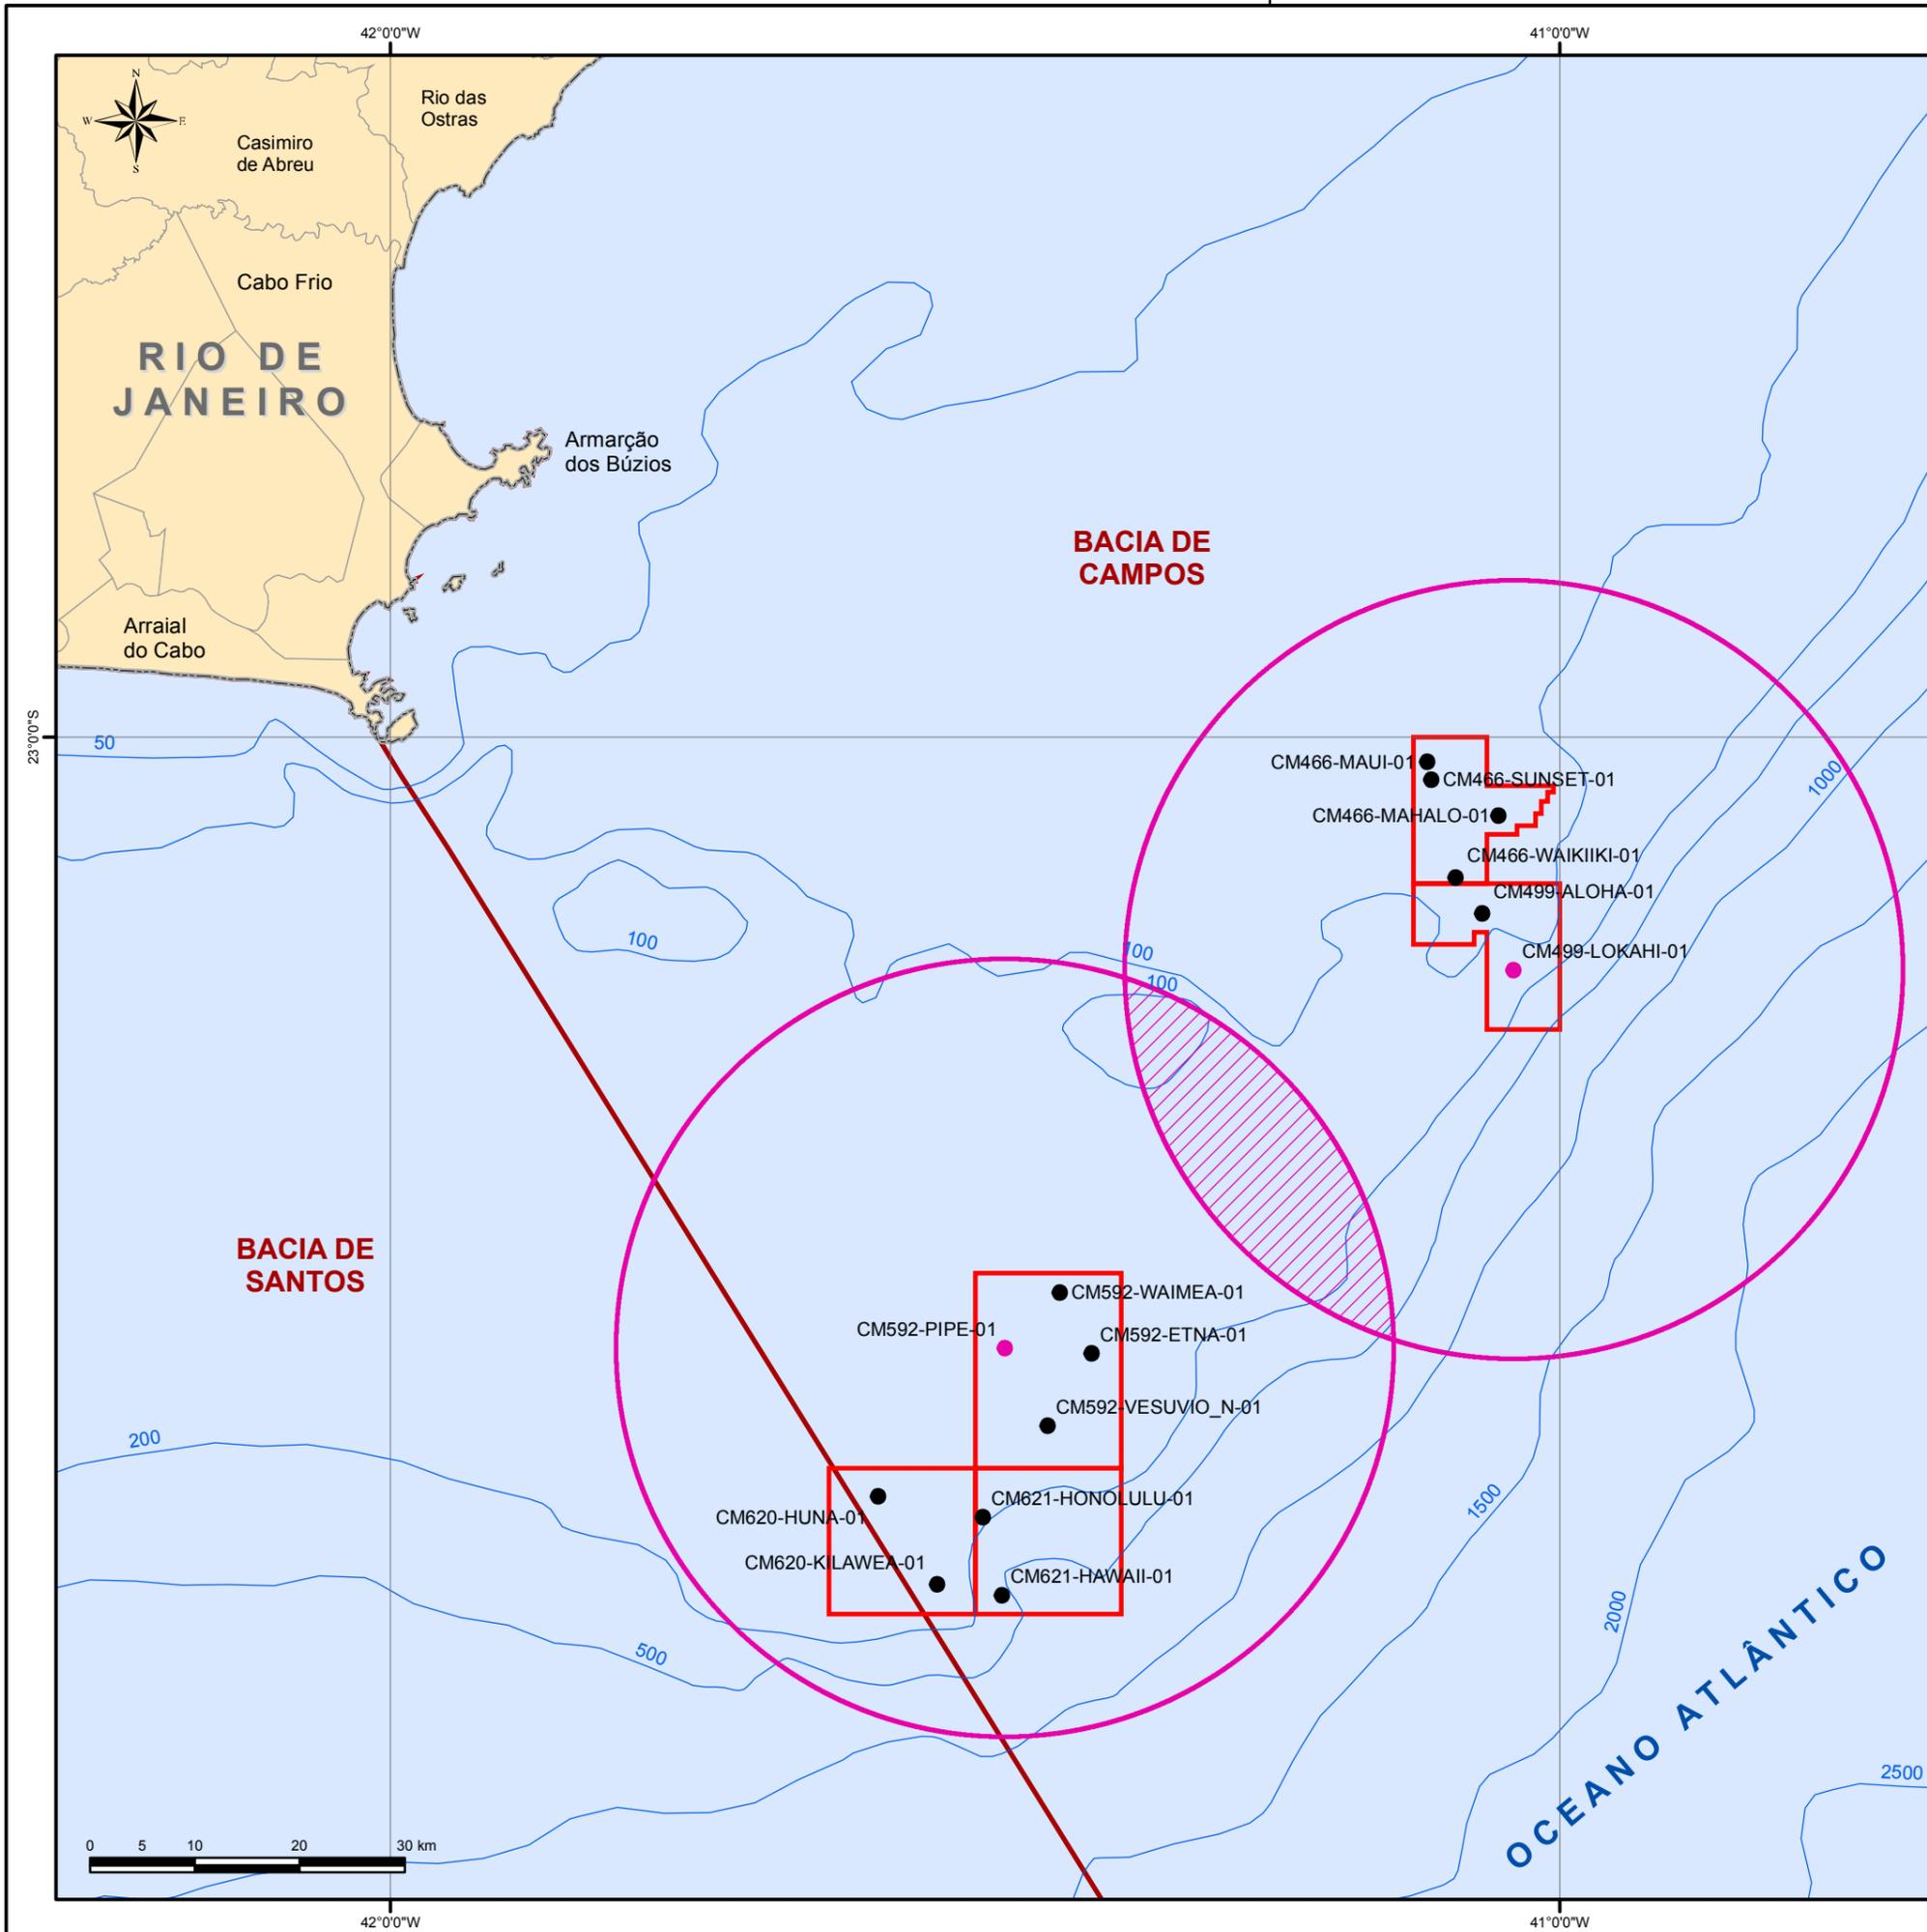 42°0'0"W
41°0'0"W
N
W
E
S
Rio das
Ostras
Casimiro
de Abreu
Cabo Frio
RIO DE
JANEIRO
Armarção
dos Búzios
BACIA DE
CAMPOS
Arraial
do Cabo
23°0'0"S
50
CM466-MAUI-01
CM466-SUNSET-01
1000
CM466-MAHALO-01
CM466-WAIKIIKI-01
CM499-ALOHA-01
100
100
CM499-LOKAHI-01
100
BACIA DE
SANTOS
CM592-WAIMEA-01
CM592-PIPE-01
CM592-ETNA-01
CM592-VESUVIO_N-01
200
CM621-HONOLULU-01
1500
CM620-HUNA-01
CM620-KILAWEA-01
CM621-HAWAII-01
2000
500
OCEANO ATLÂNTICO
2500
0 5 10 20 30 km
42°0'0"W
41°0'0"W